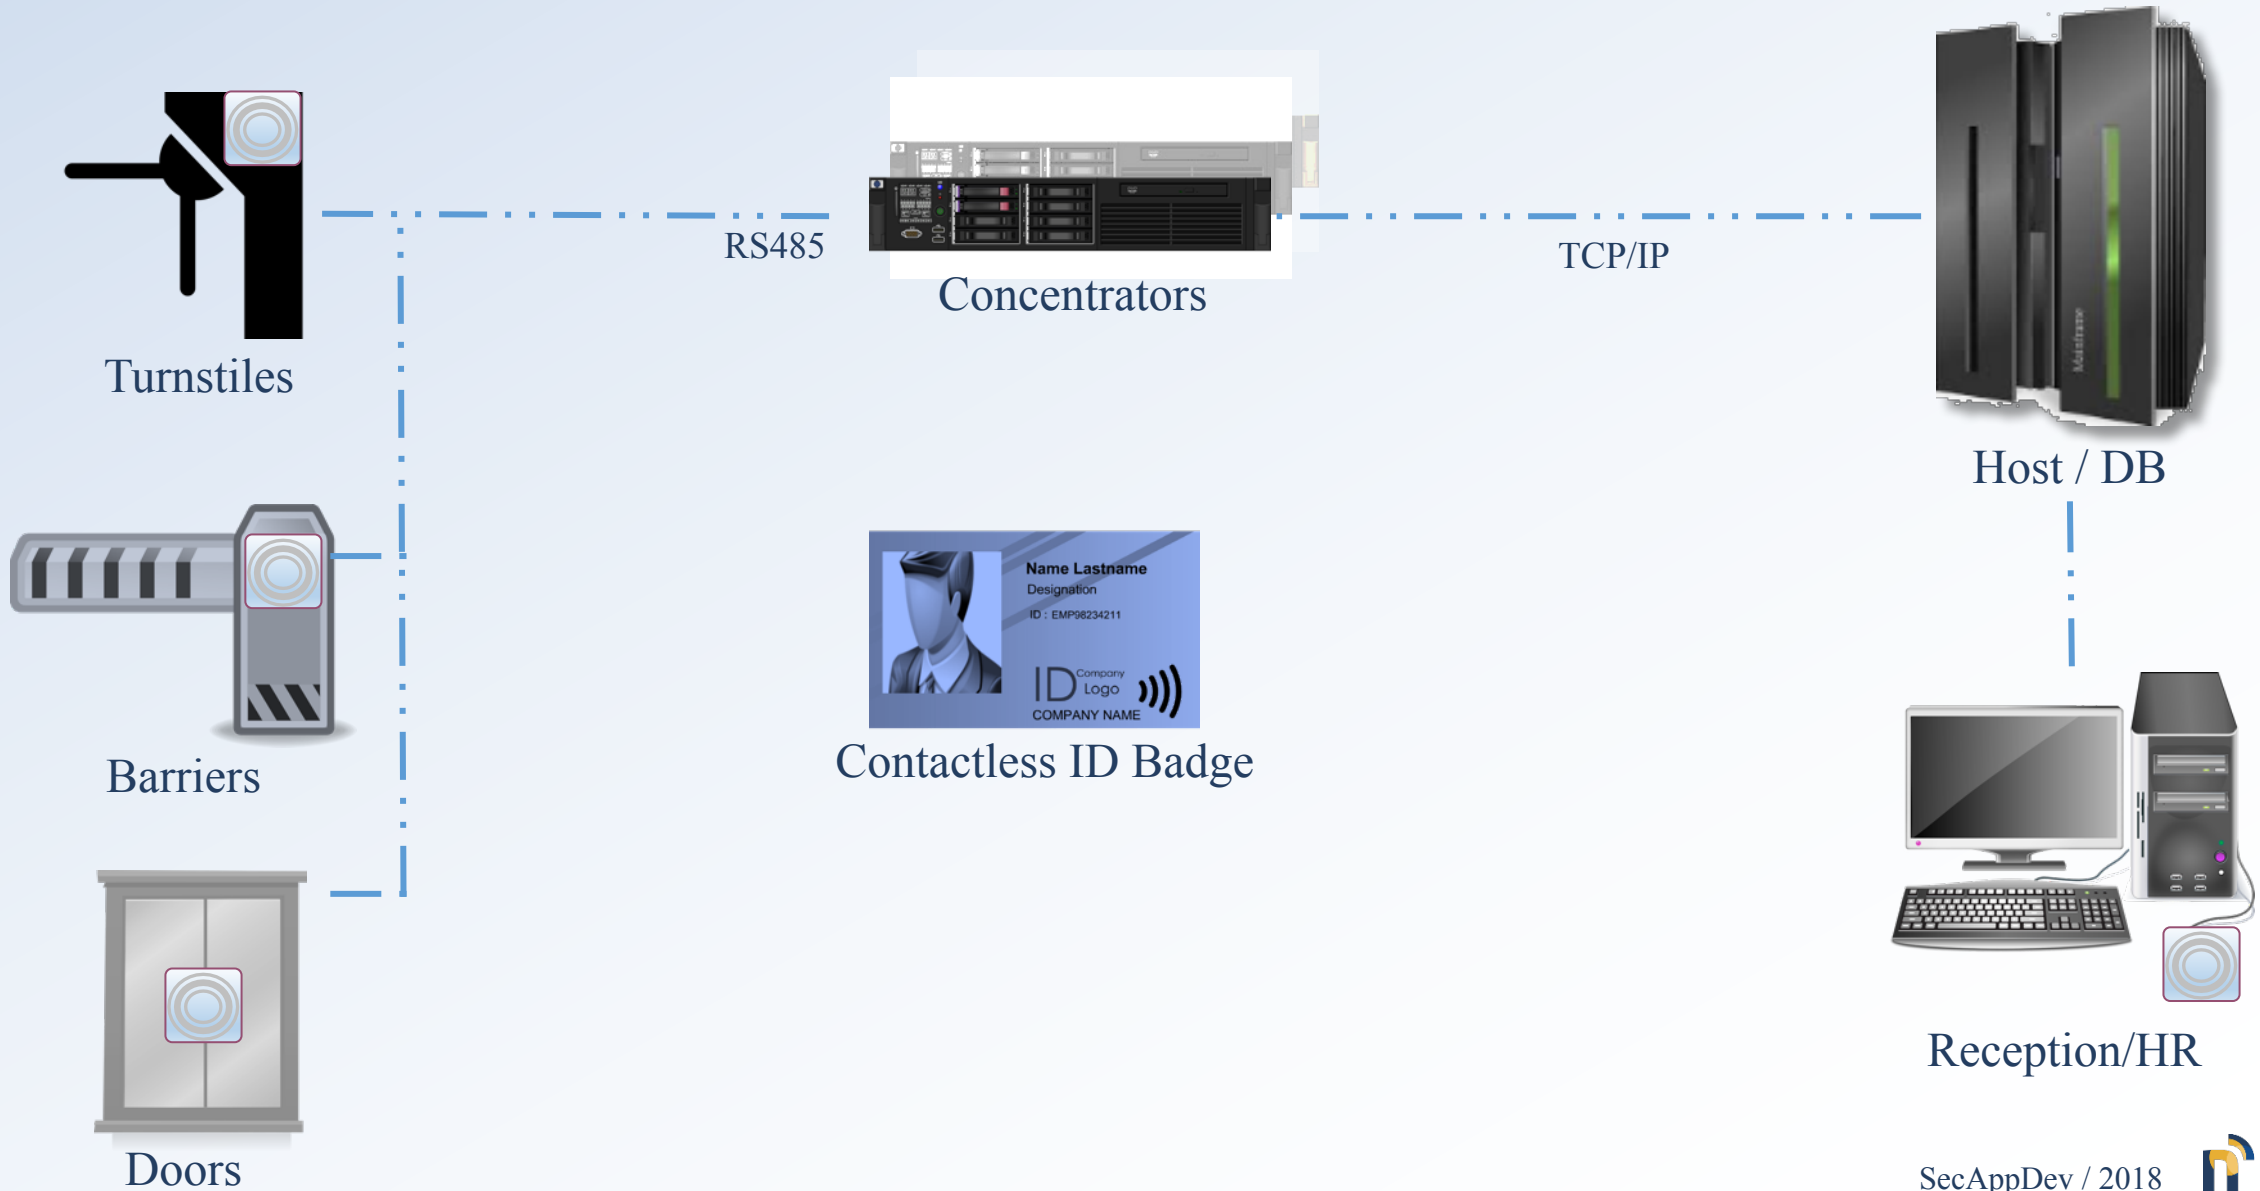 RS485
TCP/IP
Concentrators
Turnstiles
Mainframe
Host / DB
Name Lastname
Designation
ID : EMP98234211
ID Company
Logo
COMPANY NAME
Contactless ID Badge
Barriers
Reception/HR
Doors
SecAppDev / 2018